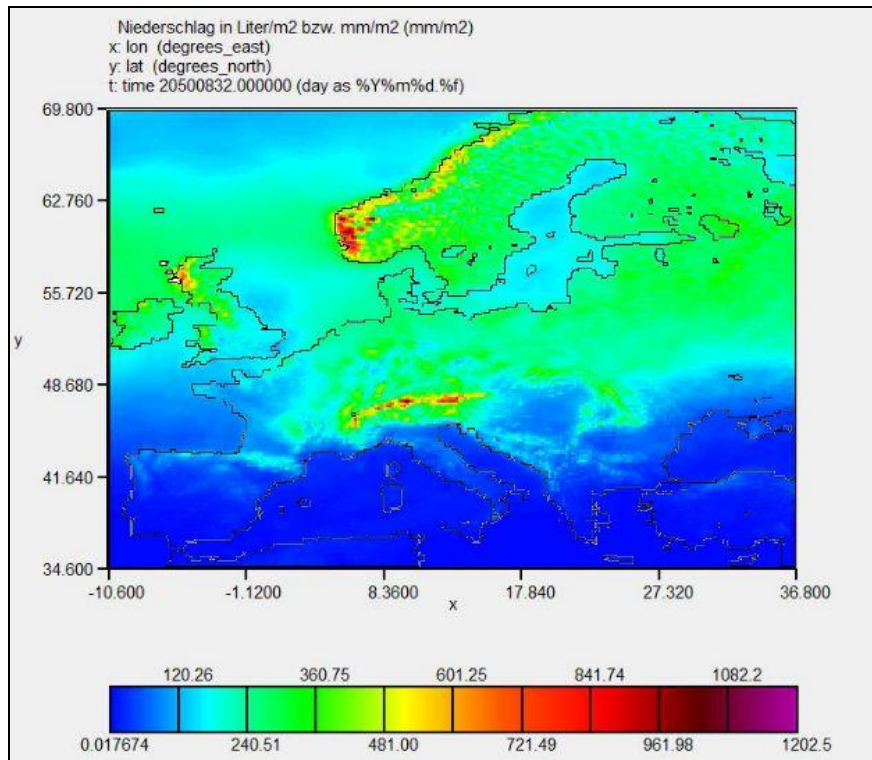 Niederschlag in Liter/m2 bzw. mm/m2 (mm/m2)
x: lon (degrees_east)
y: lat (degrees_north)
t: time 20500832.000000 (day as %Y%m%d.%f)
69.800
62.760
55.720
y
48.680
41.640
34.600
-10.600 -1.1200 8.3600 17.840 27.320 36.800
x
120.26 360.75 601.25 841.74 1082.2
0.017674 240.51 481.00 721.49 961.98 1202.5